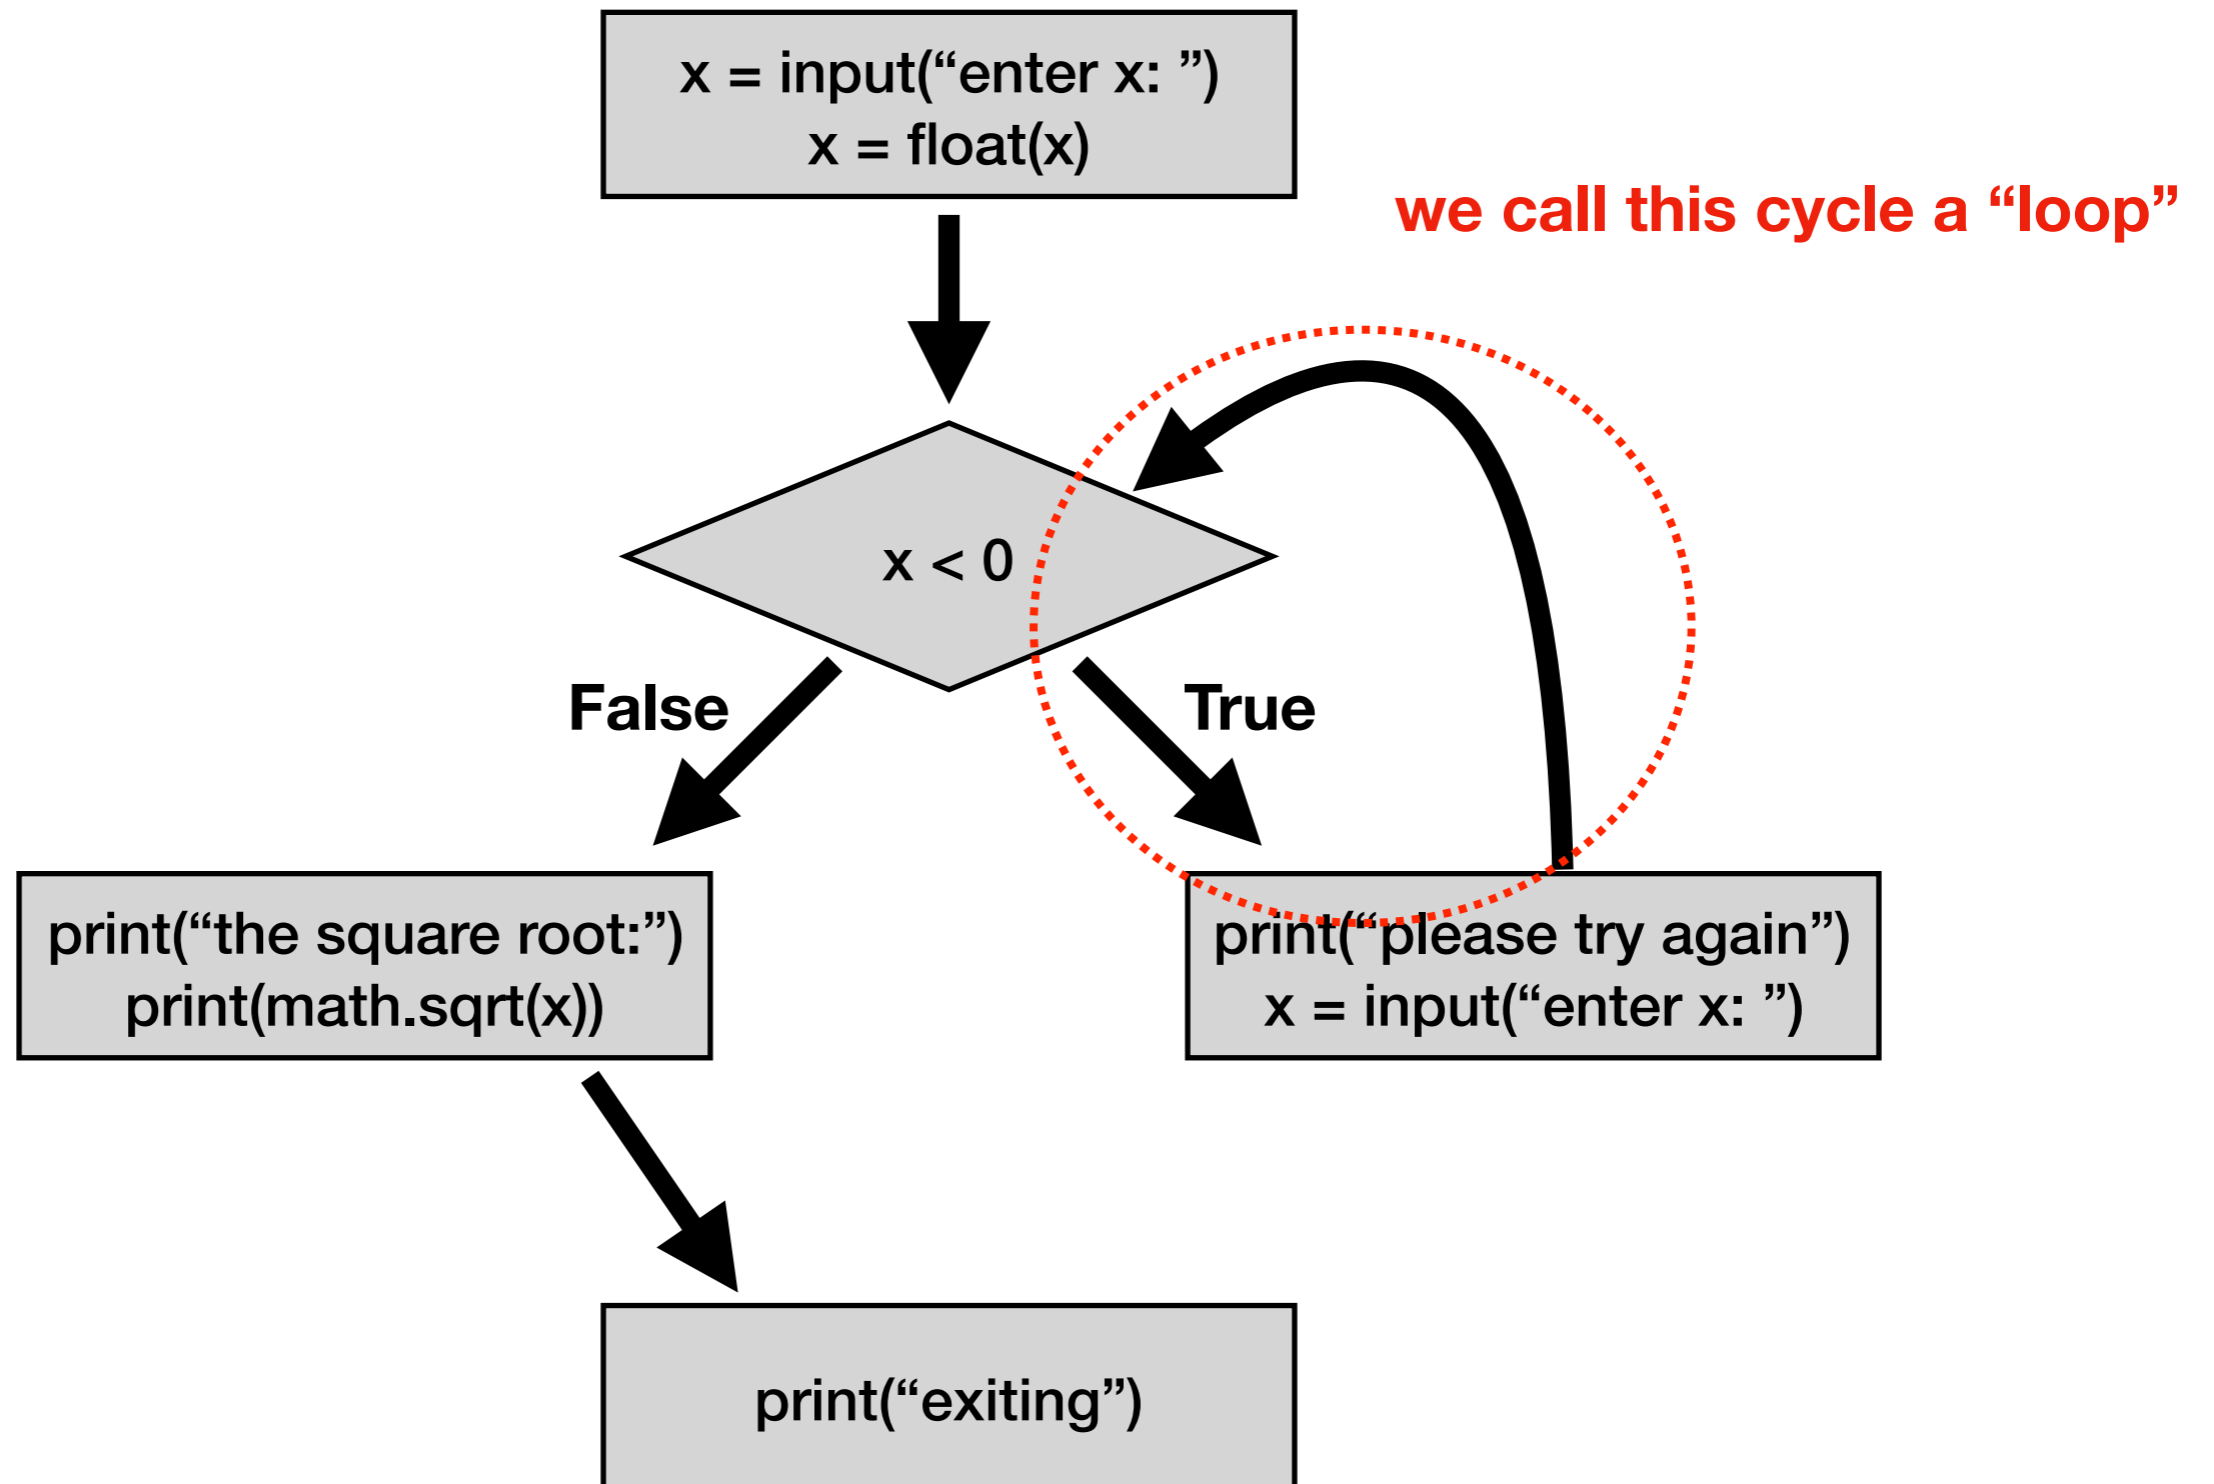 x = input(“enter x: ”)
x = float(x)
we call this cycle a “loop”
x < 0
False
True
print(“the square root:”)
print(math.sqrt(x))
print(“please try again”)
x = input(“enter x: ”)
print(“exiting”)